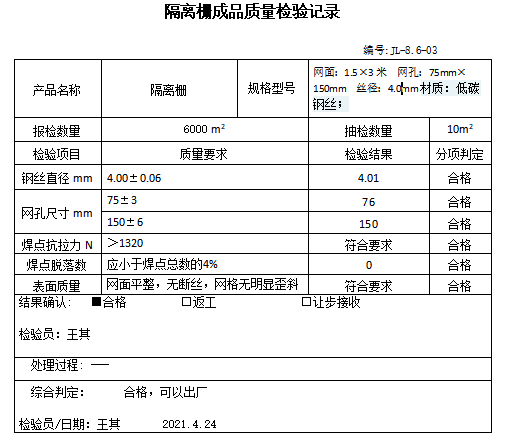 隔离栅成品质量检验记录
编号:JL-8.6-03
产品名称 隔离栅 规格型号 网面：1.5×3 米 网孔：75mm×
150mm 丝径：4.0mm材质：低碳
钢丝；
报检数量 6000 m² 抽检数量 10m²
检验项目 质量要求 检验结果 分项判定
钢丝直径 mm 4.00±0.06 4.01 合格
网孔尺寸 mm 75±3 76 合格
150±6 150 合格
焊点抗拉力 N ＞1320 符合要求 合格
焊点脱落数 应小于焊点总数的4% 0 合格
表面质量 网面平整，无断丝，网格无明显歪斜 符合要求 合格
结果确认： ■合格 □返工 □让步接收
检验员：王其
处理过程: ——
综合判定： 合格，可以出厂
检验员/日期：王其 2021.4.24